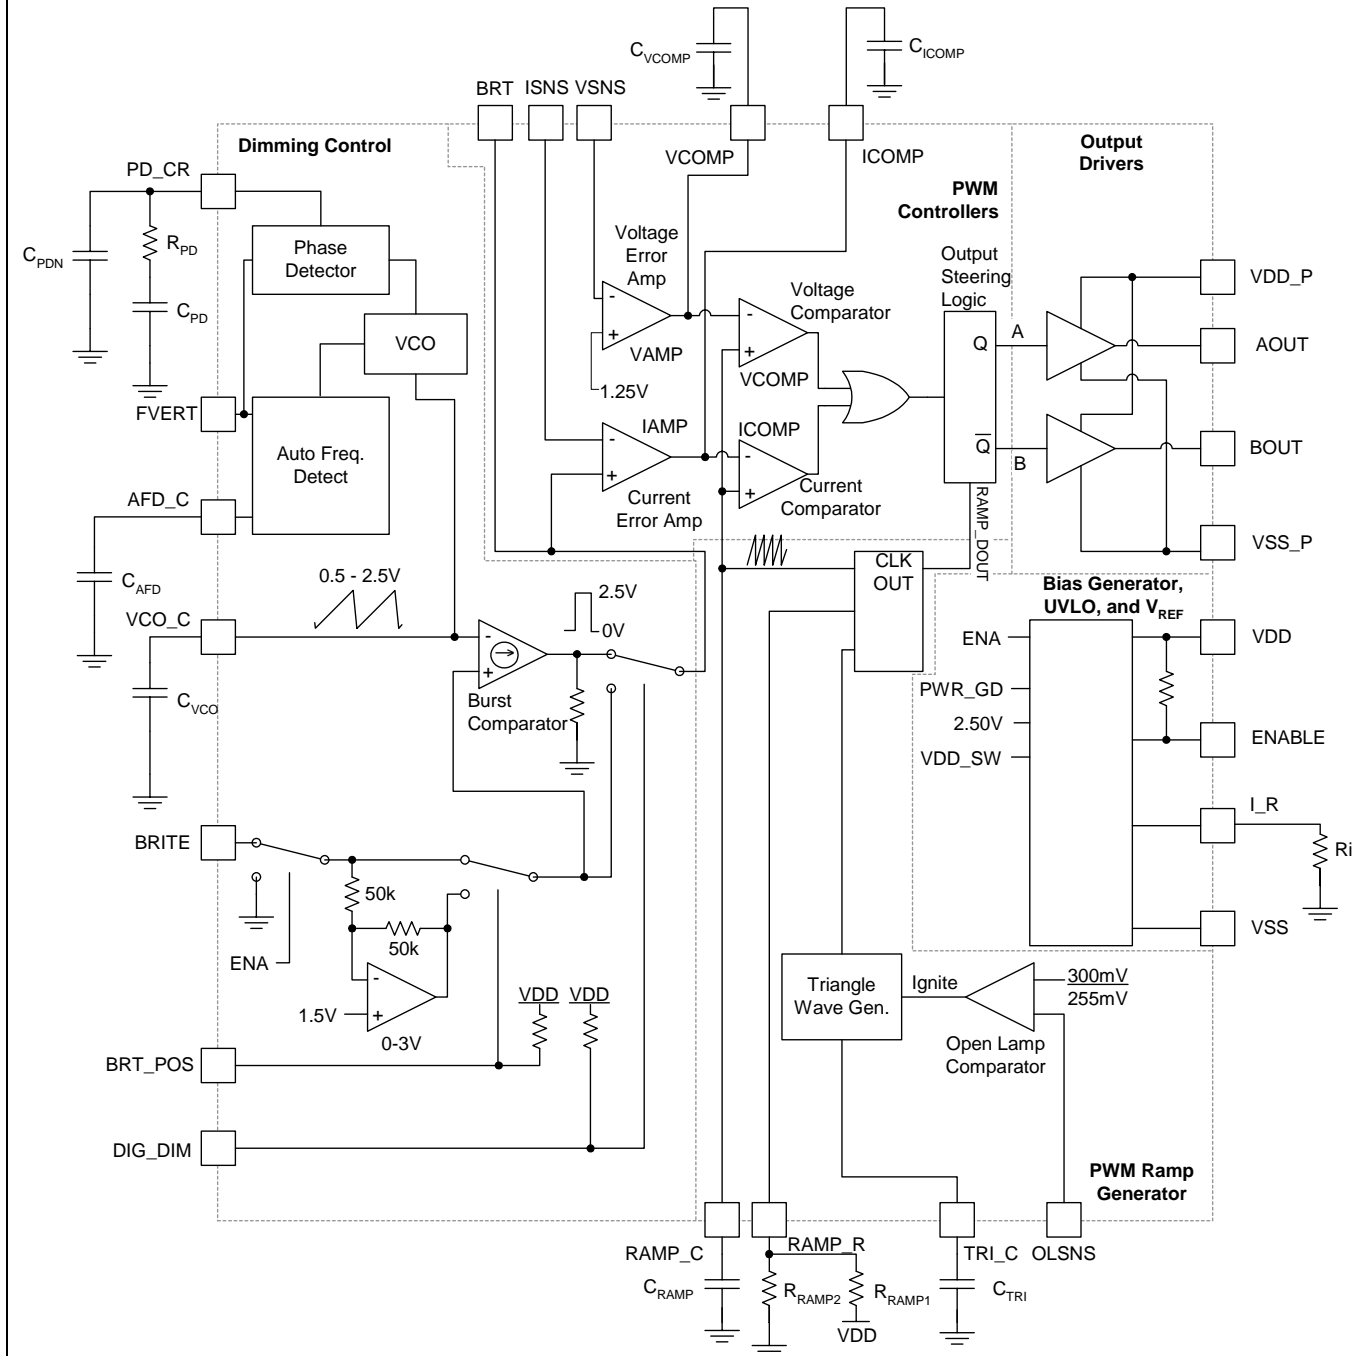 C_VCOMP
C_ICOMP
BRT
ISNS
VSNS
Dimming Control
VCOMP
ICOMP
Output
Drivers
PD_CR
PWM
Controllers
R_PD
C_PDN
C_PD
Phase
Detector
Voltage
Error
Amp
Output
Steering
Logic
VDD_P
Voltage
Comparator
VCO
-
+
VAMP
-
+
VCOMP
Q
A
AOUT
1.25V
FVERT
Auto Freq.
Detect
IAMP
ICOMP
-
+
-
+
Q
B
BOUT
AFD_C
Current
Error Amp
Current
Comparator
RAMP_DOUT
VSS_P
C_AFD
0.5 - 2.5V
2.5V
0V
CLK
OUT
Bias Generator,
UVLO, and V_REF
VCO_C
-
+
ENA
VDD
C_VCO
Burst
Comparator
PWR_GD
2.50V
VDD_SW
ENABLE
I_R
BRITE
Ri
50k
50k
ENA
VSS
-
+
1.5V
0-3V
VDD
VDD
Triangle
Wave Gen.
Ignite
300mV
255mV
Open Lamp
Comparator
BRT_POS
DIG_DIM
PWM Ramp
Generator
RAMP_C
RAMP_R
TRI_C
OLSNS
C_RAMP
R_RAMP2
R_RAMP1
C_TRI
VDD